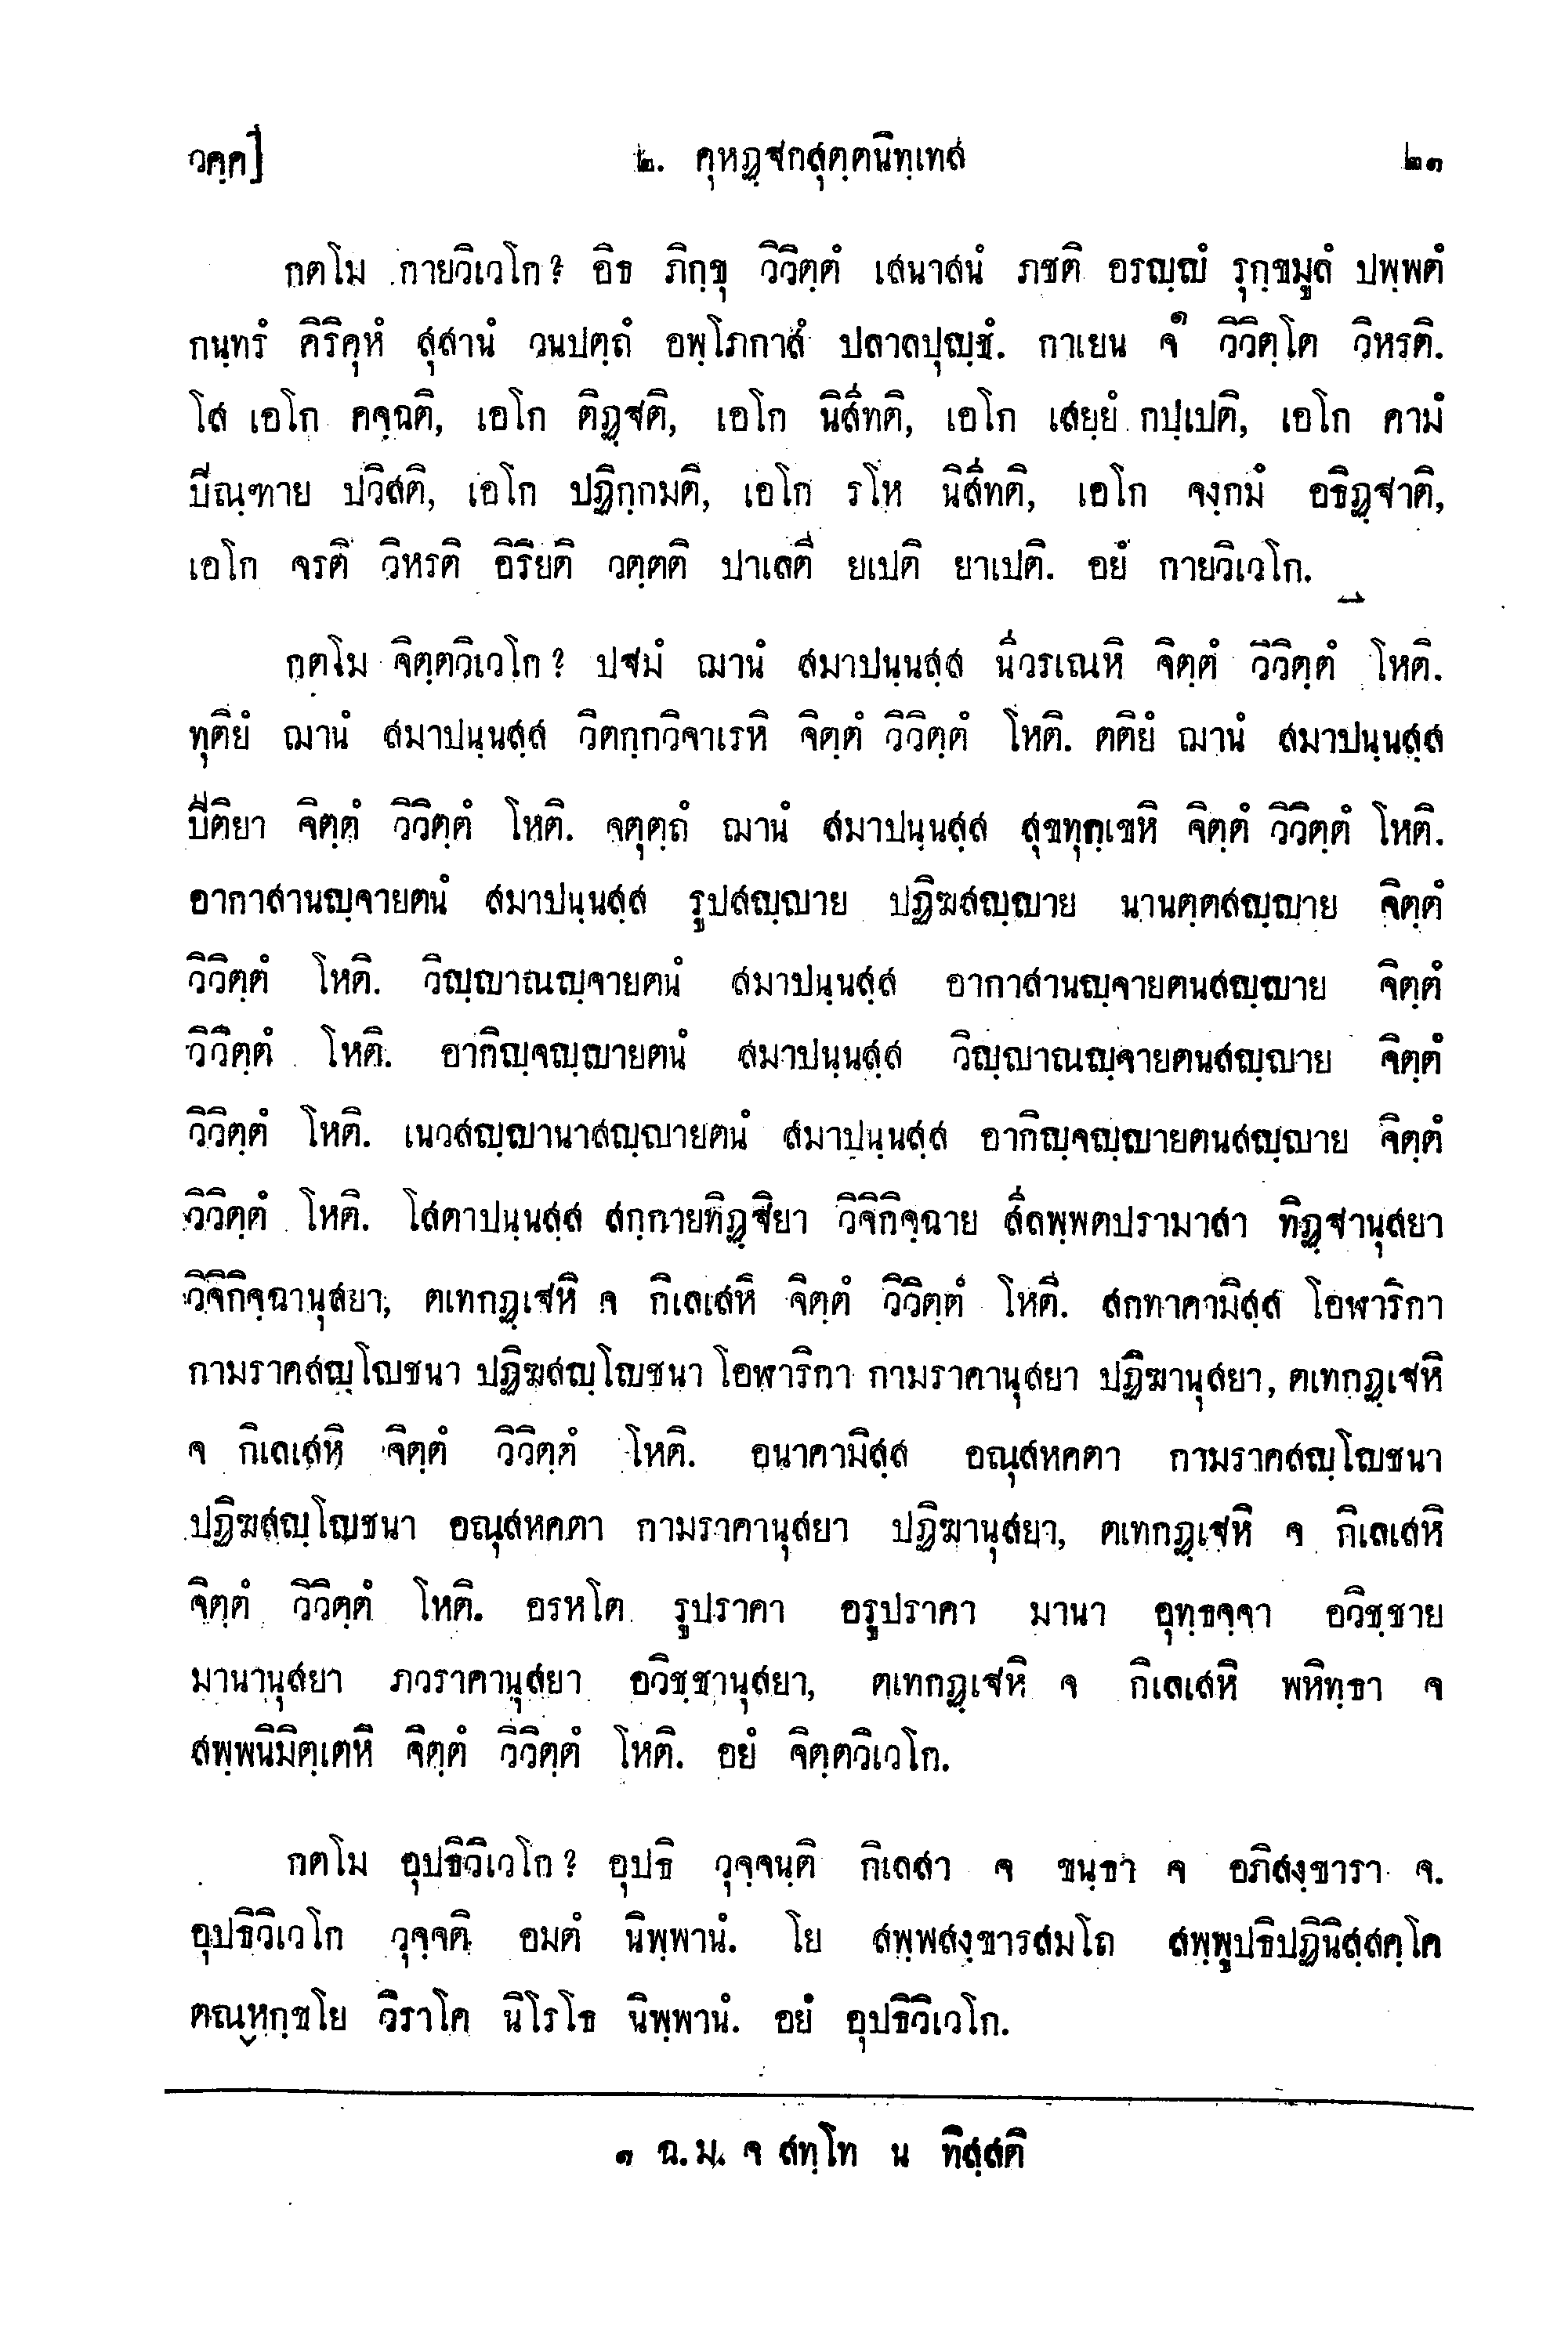 วคฺค] ๒. คุหฏฺฐกสุตฺตนิทฺเทส ๒๑
กตโม กายวิเวโก? อิธ ภิกฺขุ วิวิตฺตํ เสนาสนํ ภชติ อรญฺญํ รุกฺขมูลํ ปพฺพตํ
กนฺทรํ คิริคุหํ สุสานํ วนปตฺถํ อพฺโภกาสํ ปลาลปุญฺชํ. กาเยน จ๑ วิวิตฺโต วิหรติ.
โส เอโก คจฺฉติ, เอโก ติฏฺฐติ, เอโก นิสีทติ, เอโก เสยฺยํ กปฺเปติ, เอโก คามํ
ปิณฺฑาย ปวิสติ, เอโก ปฏิกฺกมติ, เอโก รโห นิสีทติ, เอโก จงฺกมํ อธิฏฺฐาติ,
เอโก จรติ วิหรติ อิริยติ วตฺตติ ปาเลติ ยเปติ ยาเปติ. อยํ กายวิเวโก.
กตโม จิตฺตวิเวโก? ปฐมํ ฌานํ สมาปนฺนสฺส นีวรเณหิ จิตฺตํ วิวิตฺตํ โหติ.
ทุติยํ ฌานํ สมาปนฺนสฺส วิตกฺกวิจาเรหิ จิตฺตํ วิวิตฺตํ โหติ. ตติยํ ฌานํ สมาปนฺนสฺส
ปีติยา จิตฺตํ วิวิตฺตํ โหติ. จตุตฺถํ ฌานํ สมาปนฺนสฺส สุขทุกฺเขหิ จิตฺตํ วิวิตฺตํ โหติ.
อากาสานญฺจายตนํ สมาปนฺนสฺส รูปสญฺญาย ปฏิฆสญฺญาย นานตฺตสญฺญาย จิตฺตํ
วิวิตฺตํ โหติ. วิญฺญาณญฺจายตนํ สมาปนฺนสฺส อากาสานญฺจายตนสญฺญาย จิตฺตํ
วิวิตฺตํ โหติ. อากิญฺจญฺญายตนํ สมาปนฺนสฺส วิญฺญาณญฺจายตนสญฺญาย จิตฺตํ
วิวิตฺตํ โหติ. เนวสญฺญานาสญฺญายตนํ สมาปนฺนสฺส อากิญฺจญฺญายตนสญฺญาย จิตฺตํ
วิวิตฺตํ โหติ. โสตาปนฺนสฺส สกฺกายทิฏฺฐิยา วิจิกิจฺฉาย สีลพฺพตปรามาสา ทิฏฺฐานุสยา
วิจิกิจฺฉานุสยา, ตเทกฏฺเฐหิ จ กิเลเสหิ จิตฺตํ วิวิตฺตํ โหติ. สกทาคามิสฺส โอฬาริกา
กามราคสญฺโญชนา ปฏิฆสญฺโญชนา โอฬาริกา กามราคานุสยา ปฏิฆานุสยา, ตเทกฏฺเฐหิ
จ กิเลเสหิ จิตฺตํ วิวิตฺตํ โหติ. อนาคามิสฺส อณุสหคตา กามราคสญฺโญชนา
ปฏิฆสญฺโญชนา อณุสหคตา กามราคานุสยา ปฏิฆานุสยา, ตเทกฏฺเฐหิ จ กิเลเสหิ
จิตฺตํ วิวิตฺตํ โหติ. อรหโต รูปราคา อรูปราคา มานา อุทฺธจฺจา อวิชฺชาย
มานานุสยา ภวราคานุสยา อวิชฺชานุสยา, ตเทกฏฺเฐหิ จ กิเลเสหิ พหิทฺธา จ
สพฺพนิมิตฺเตหิ จิตฺตํ วิวิตฺตํ โหติ. อยํ จิตฺตวิเวโก.
กตโม อุปธิวิเวโก? อุปธิ วุจฺจนฺติ กิเลสา จ ขนฺธา จ อภิสงฺขารา จ.
อุปธิวิเวโก วุจฺจติ อมตํ นิพฺพานํ. โย สพฺพสงฺขารสมโถ สพฺพูปธิปฏินิสฺสคฺโค
ตณฺหกฺขโย วิราโค นิโรโธ นิพฺพานํ. อยํ อุปธิวิเวโก.
๑ ฉ.ม. จ สทฺโท น ทิสฺสติ